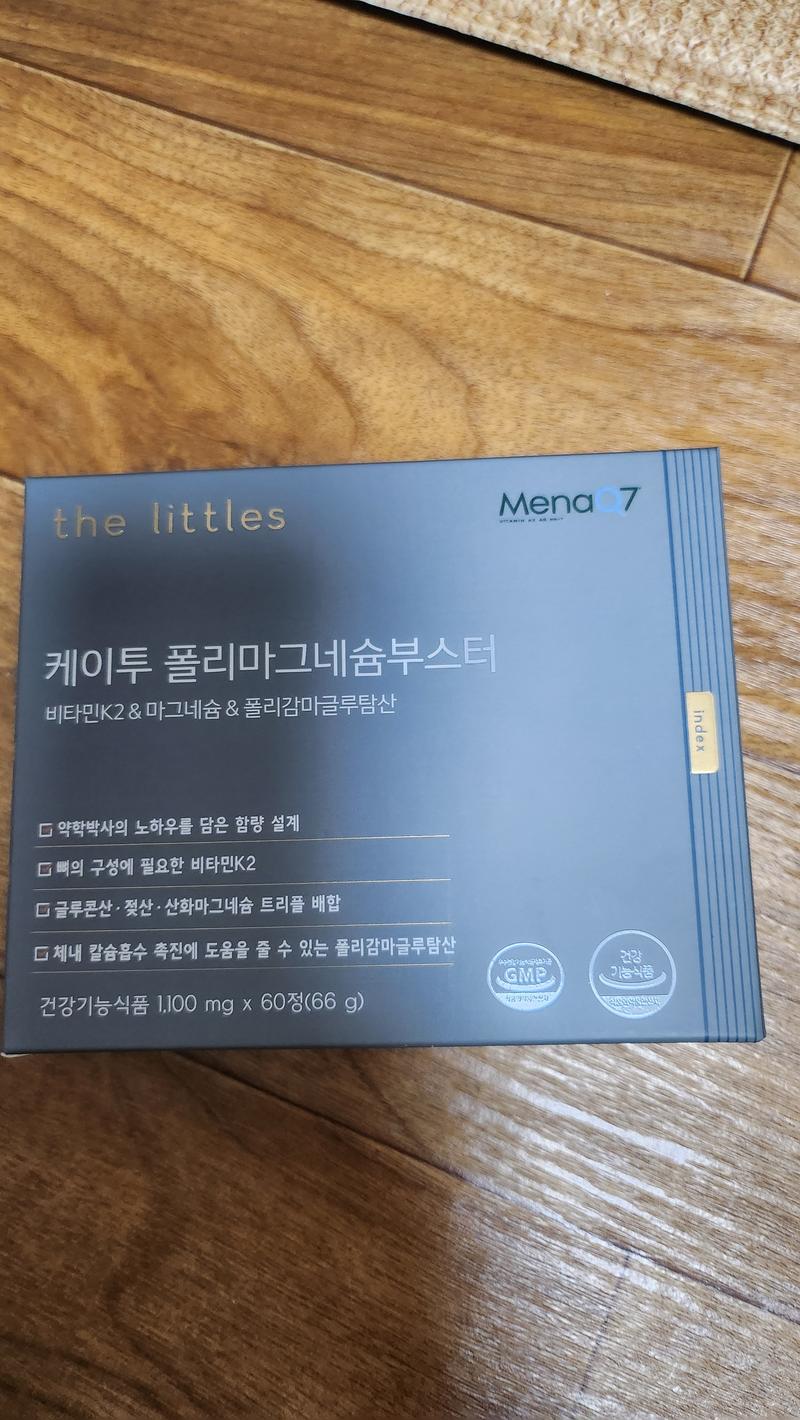 the littles
MenaQ7
VITAMIN K2 AS MK-7
케이투 폴리마그네슘부스터
비타민K2 & 마그네슘 & 폴리감마글루탐산
index
약학박사의 노하우를 담은 함량 설계
뼈의 구성에 필요한 비타민K2
글루콘산·젖산·산화마그네슘 트리플 배합
체내 칼슘흡수 촉진에 도움을 줄 수 있는 폴리감마글루탐산
건강기능식품 1,100 mg x 60정(66 g)
GMP
건강
기능식품